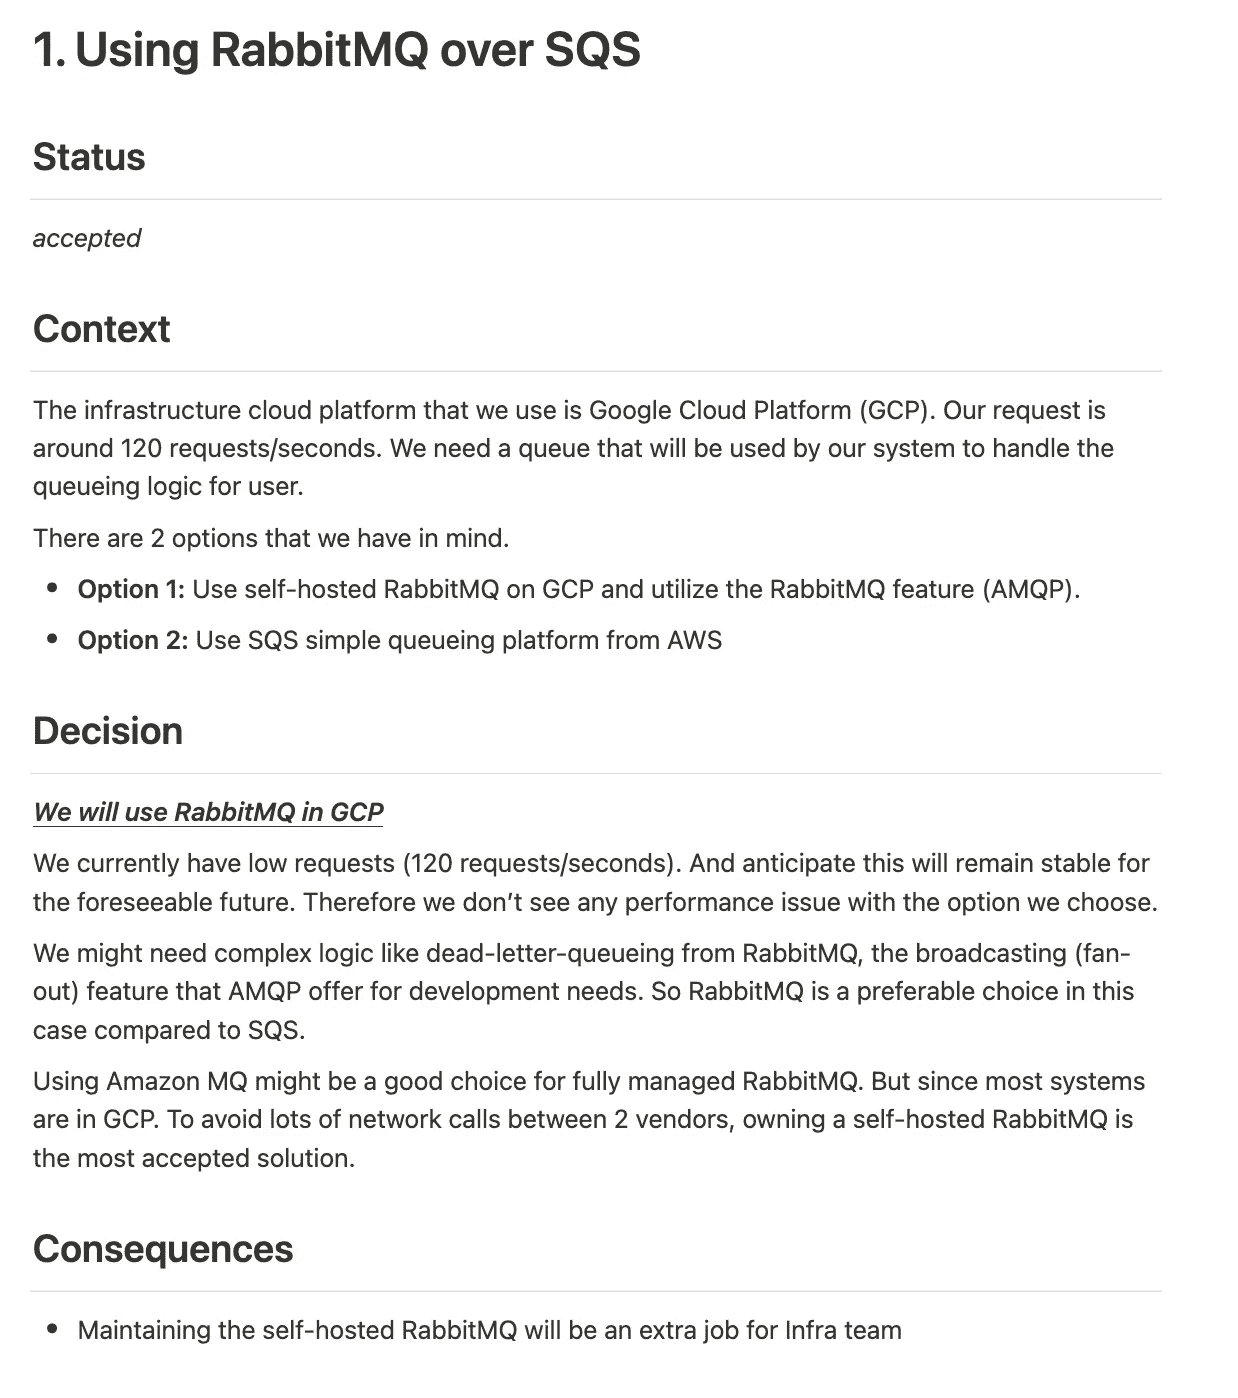 1. Using RabbitMQ over SQS
Status
accepted
Context
The infrastructure cloud platform that we use is Google Cloud Platform (GCP). Our request is
around 120 requests/seconds. We need a queue that will be used by our system to handle the
queueing logic for user.
There are 2 options that we have in mind.
• Option 1: Use self-hosted RabbitMQ on GCP and utilize the RabbitMQ feature (AMQP).
• Option 2: Use SQS simple queueing platform from AWS
Decision
We will use RabbitMQ in GCP
We currently have low requests (120 requests/seconds). And anticipate this will remain stable for
the foreseeable future. Therefore we don’t see any performance issue with the option we choose.
We might need complex logic like dead-letter-queueing from RabbitMQ, the broadcasting (fan-
out) feature that AMQP offer for development needs. So RabbitMQ is a preferable choice in this
case compared to SQS.
Using Amazon MQ might be a good choice for fully managed RabbitMQ. But since most systems
are in GCP. To avoid lots of network calls between 2 vendors, owning a self-hosted RabbitMQ is
the most accepted solution.
Consequences
• Maintaining the self-hosted RabbitMQ will be an extra job for Infra team